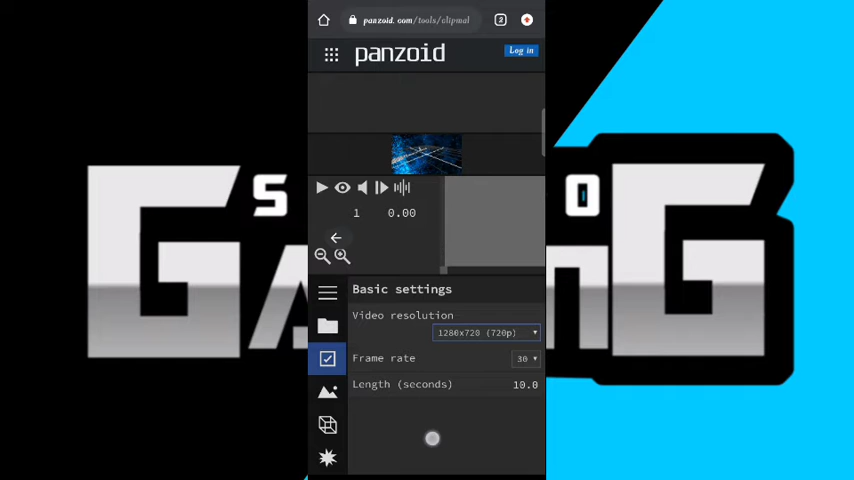 panzoid.com/tools/clipmal
2
panzoid
Log in
1 0.00
Basic settings
Video resolution
1280x720 (720p)
Frame rate 30
Length (seconds) 10.0